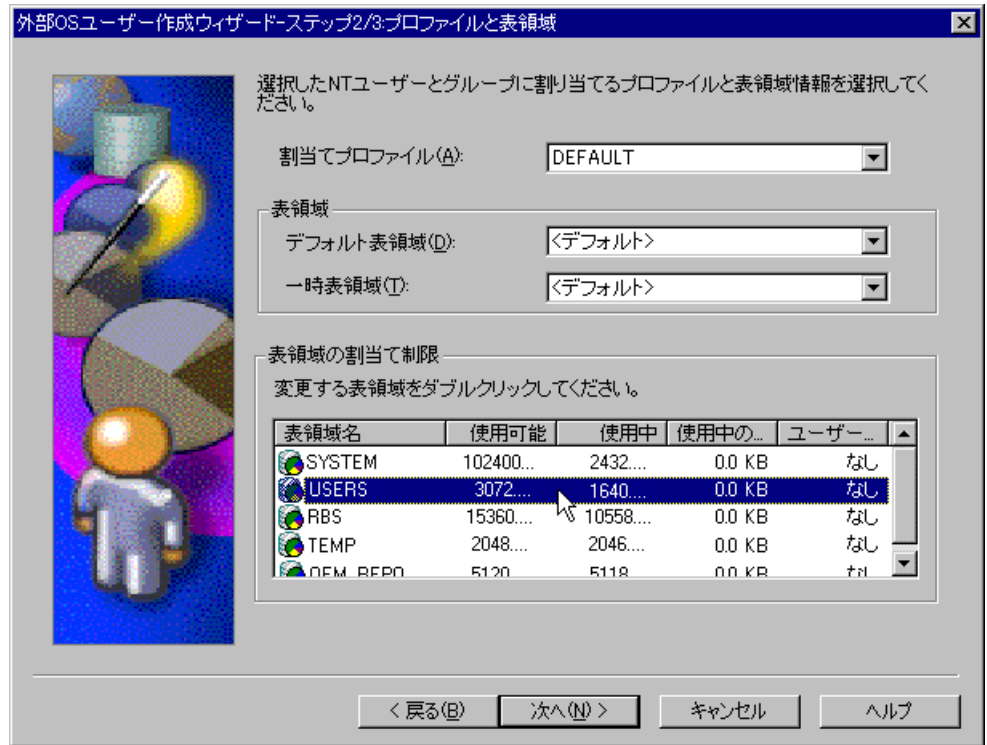 外部OSユーザー作成ウィザード-ステップ2/3:プロファイルと表領域
選択したNTユーザーとグループに割り当てるプロファイルと表領域情報を選択してく
ださい。
割当てプロファイル(A): DEFAULT
表領域
デフォルト表領域(D): <デフォルト>
一時表領域(T): <デフォルト>
表領域の割当て制限
変更する表領域をダブルクリックしてください。
表領域名 使用可能 使用中 使用中の... ユーザー...
SYSTEM 102400... 2432.... 0.0 KB なし
USERS 3072.... 1640.... 0.0 KB なし
RBS 15360.... 10558.... 0.0 KB なし
TEMP 2048.... 2046.... 0.0 KB なし
OEM_REPO 5120 5118 0.0 KB なし
< 戻る(B) 次へ(N) > キャンセル ヘルプ